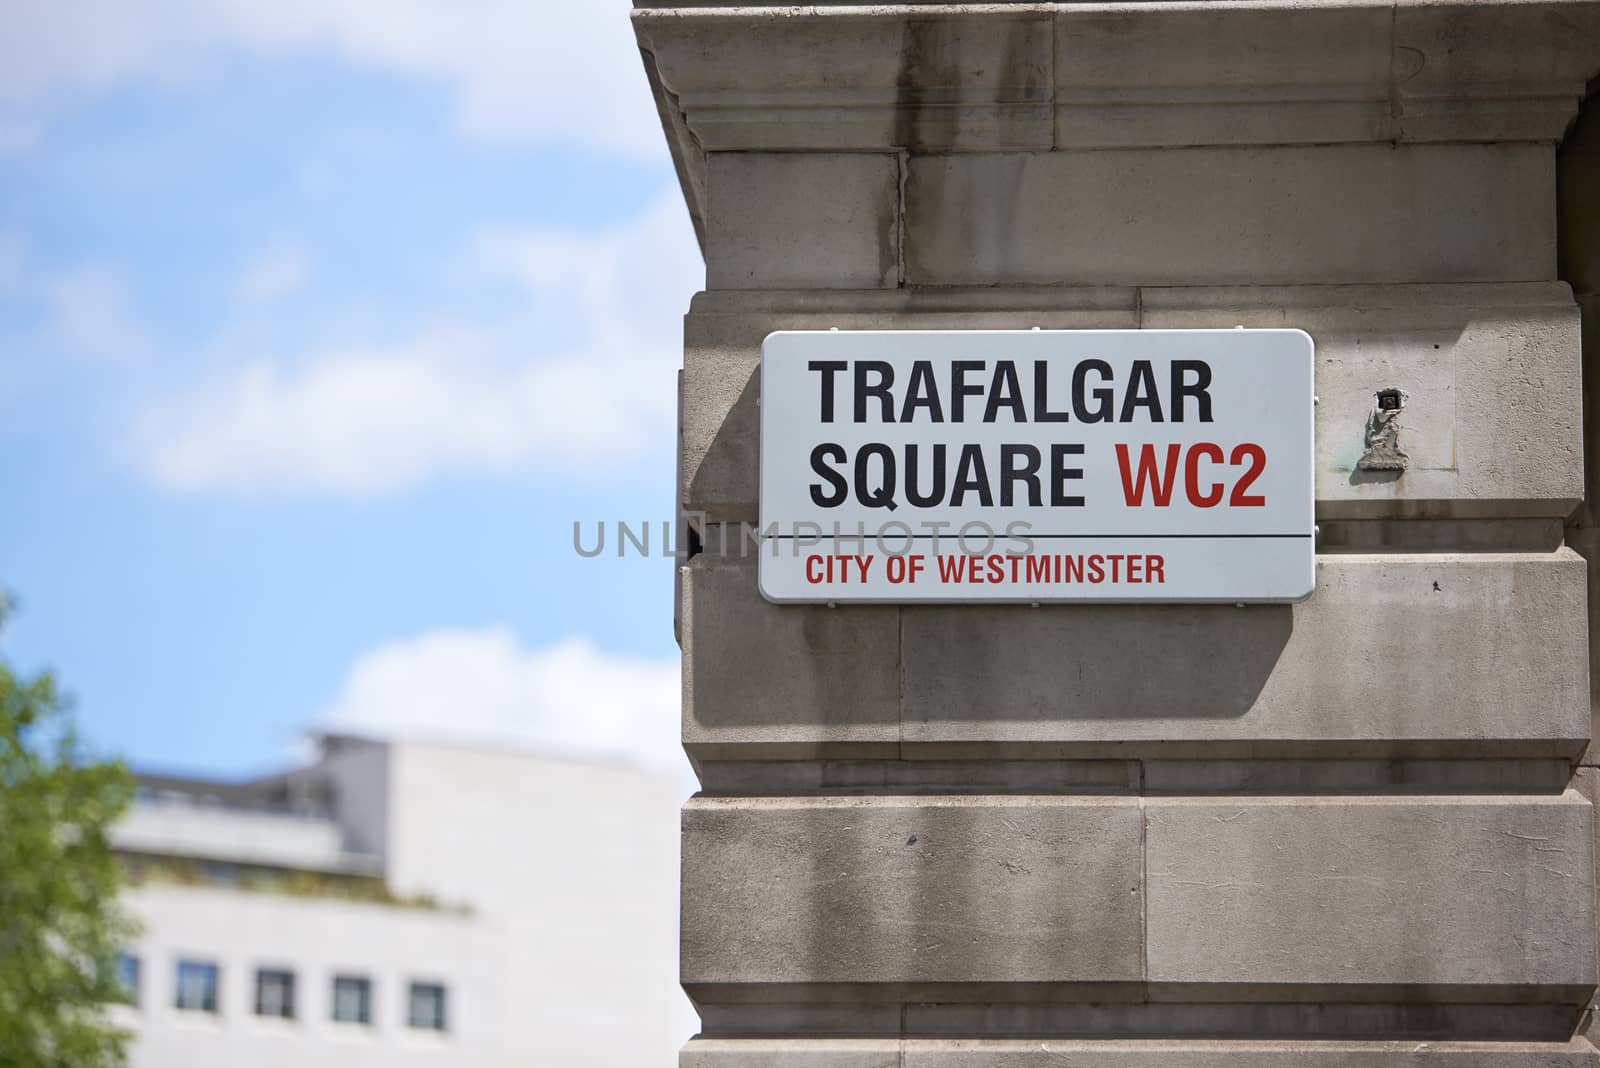 TRAFALGAR
SQUARE WC2
CITY OF WESTMINSTER
UNLIMPHOTOS